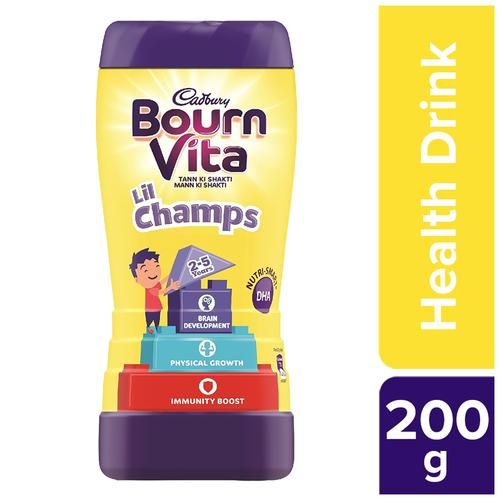 Cadbury
Bourn
Vita
TANN KI SHAKTI
MANN KI SHAKTI
Lil
Champs
2-5
Years
NUTRI-SMART
DHA
BRAIN
DEVELOPMENT
PHYSICAL GROWTH
IMMUNITY BOOST
Health Drink
200
g